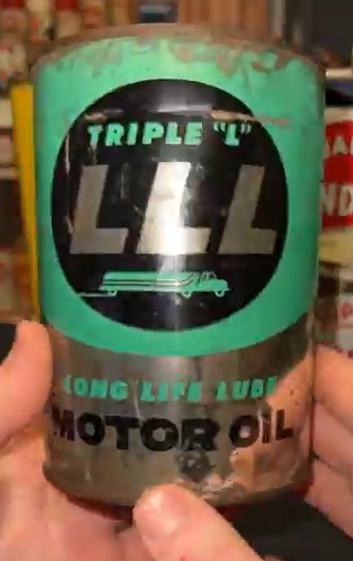 TRIPLE "L"
LLL
LONG LIFE LUBE
MOTOR OIL